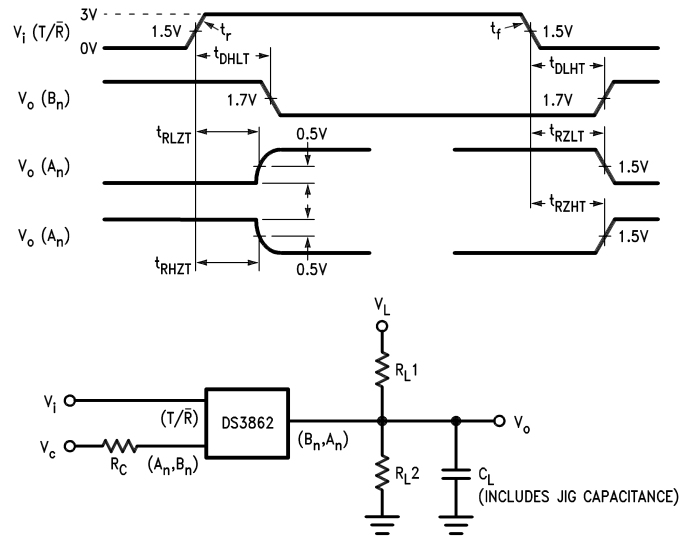 3V
Vi (T/R̅)
1.5V
tr
tf
1.5V
0V
tDHLT
tDLHT
Vo (Bn)
1.7V
1.7V
tRLZT
0.5V
tRZLT
Vo (An)
1.5V
tRZHT
Vo (An)
1.5V
tRHZT
0.5V
VL
RL1
Vi
(T/R̅)
DS3862
Vo
Vc
(Bn,An)
RC
(An,Bn)
RL2
CL
(INCLUDES JIG CAPACITANCE)